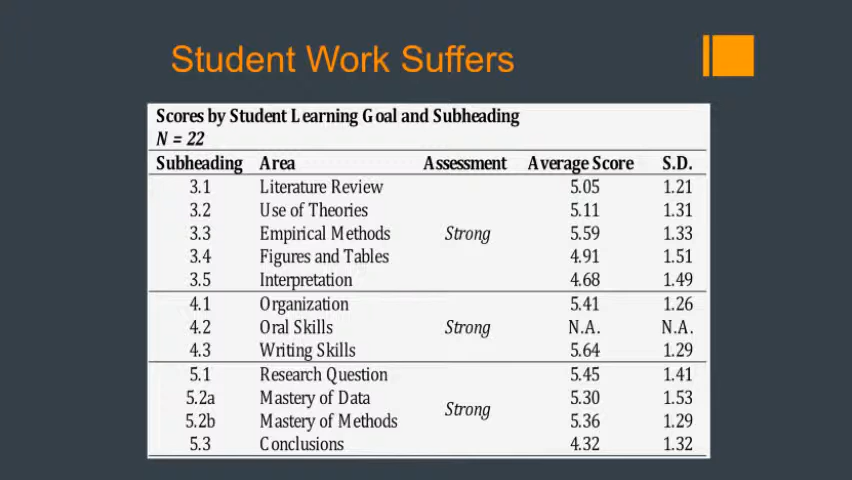 Student Work Suffers
Scores by Student Learning Goal and Subheading
N = 22
Subheading Area Assessment Average Score S.D.
3.1 Literature Review 5.05 1.21
3.2 Use of Theories 5.11 1.31
3.3 Empirical Methods Strong 5.59 1.33
3.4 Figures and Tables 4.91 1.51
3.5 Interpretation 4.68 1.49
4.1 Organization 5.41 1.26
4.2 Oral Skills Strong N.A. N.A.
4.3 Writing Skills 5.64 1.29
5.1 Research Question 5.45 1.41
5.2a Mastery of Data 5.30 1.53
Strong
5.2b Mastery of Methods 5.36 1.29
5.3 Conclusions 4.32 1.32